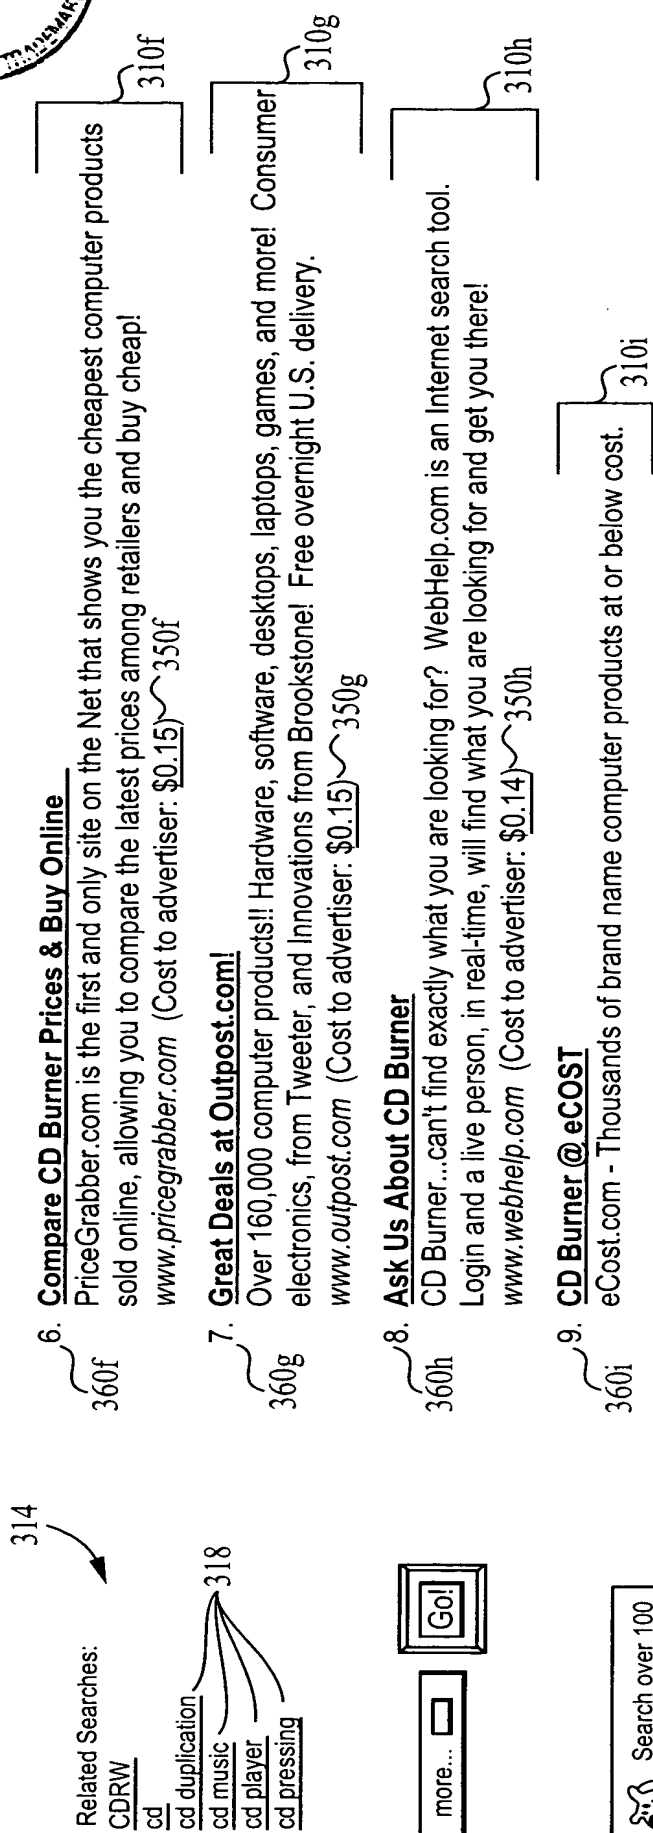 TRADEMARK
314
Related Searches:
CDRW
cd
cd duplication
cd music
cd player
cd pressing
318
more...
Go!
Search over 100
6. Compare CD Burner Prices & Buy Online
PriceGrabber.com is the first and only site on the Net that shows you the cheapest computer products
sold online, allowing you to compare the latest prices among retailers and buy cheap!
www.pricegrabber.com (Cost to advertiser: $0.15)
350f
360f
310f
7. Great Deals at Outpost.com!
Over 160,000 computer products!! Hardware, software, desktops, laptops, games, and more! Consumer
electronics, from Tweeter, and Innovations from Brookstone! Free overnight U.S. delivery.
www.outpost.com (Cost to advertiser: $0.15)
350g
360g
310g
8. Ask Us About CD Burner
CD Burner...can't find exactly what you are looking for? WebHelp.com is an Internet search tool.
Login and a live person, in real-time, will find what you are looking for and get you there!
www.webhelp.com (Cost to advertiser: $0.14)
350h
360h
310h
9. CD Burner @ eCOST
eCost.com - Thousands of brand name computer products at or below cost.
360i
310i